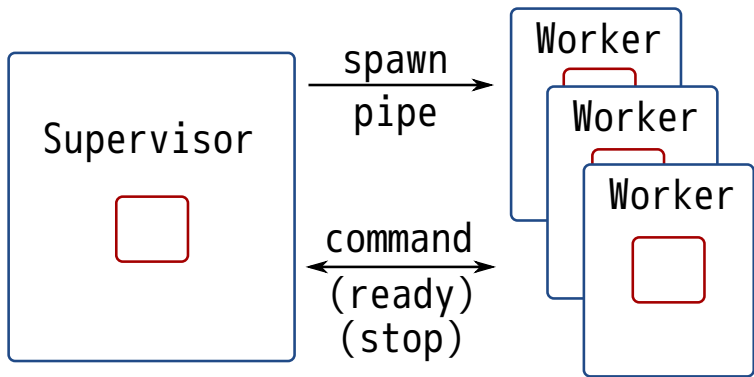 Supervisor
spawn
pipe
command
(ready)
(stop)
Worker
Worker
Worker